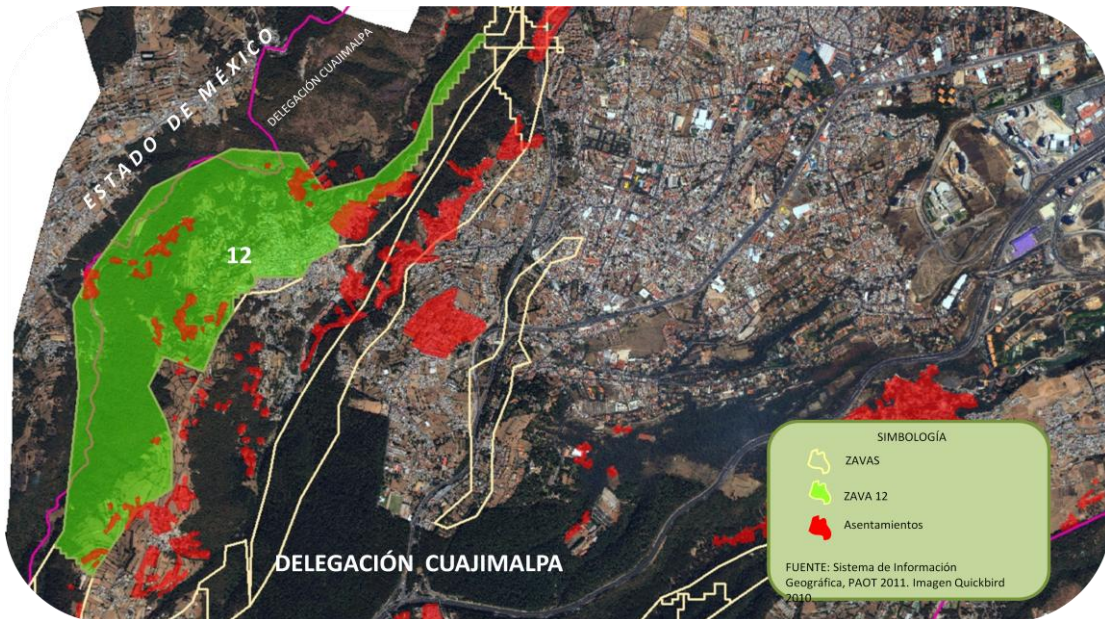 ESTADO DE MÉXICO
DELEGACIÓN CUAJIMALPA
12
DELEGACIÓN CUAJIMALPA
SIMBOLOGÍA
ZAVAS
ZAVA 12
Asentamientos
FUENTE: Sistema de Información
Geográfica, PAOT 2011. Imagen Quickbird
2010